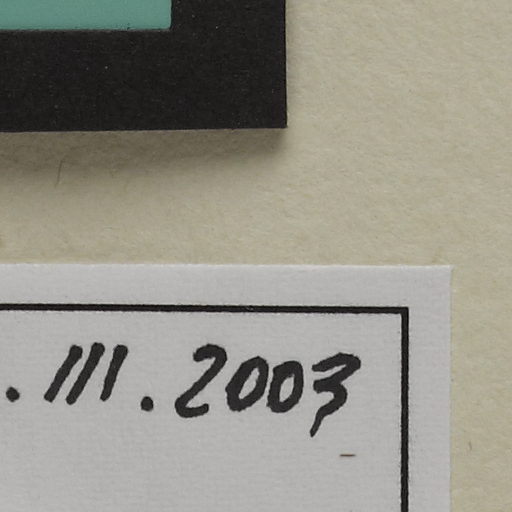 . III . 2003